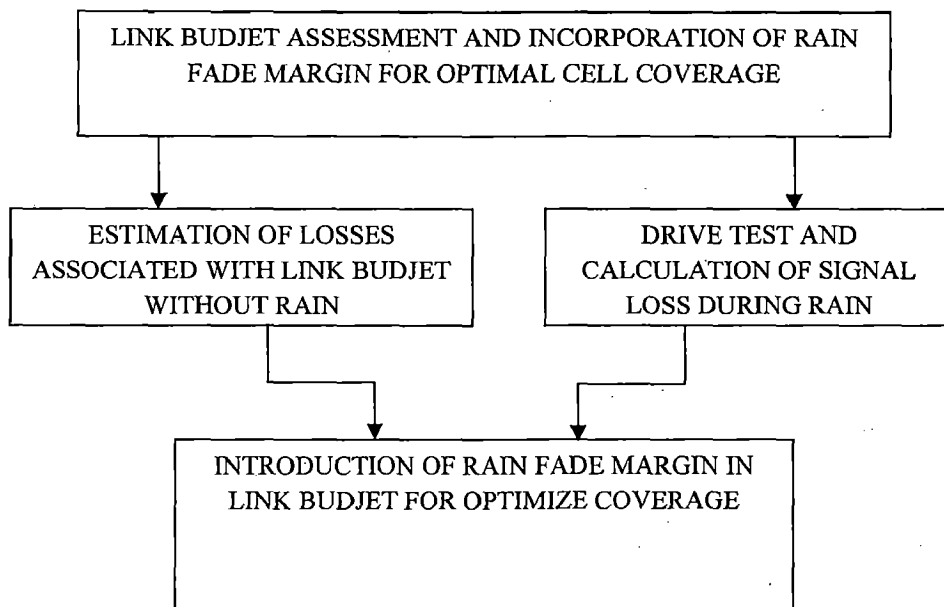 LINK BUDJET ASSESSMENT AND INCORPORATION OF RAIN
FADE MARGIN FOR OPTIMAL CELL COVERAGE
ESTIMATION OF LOSSES
ASSOCIATED WITH LINK BUDJET
WITHOUT RAIN
DRIVE TEST AND
CALCULATION OF SIGNAL
LOSS DURING RAIN
INTRODUCTION OF RAIN FADE MARGIN IN
LINK BUDJET FOR OPTIMIZE COVERAGE